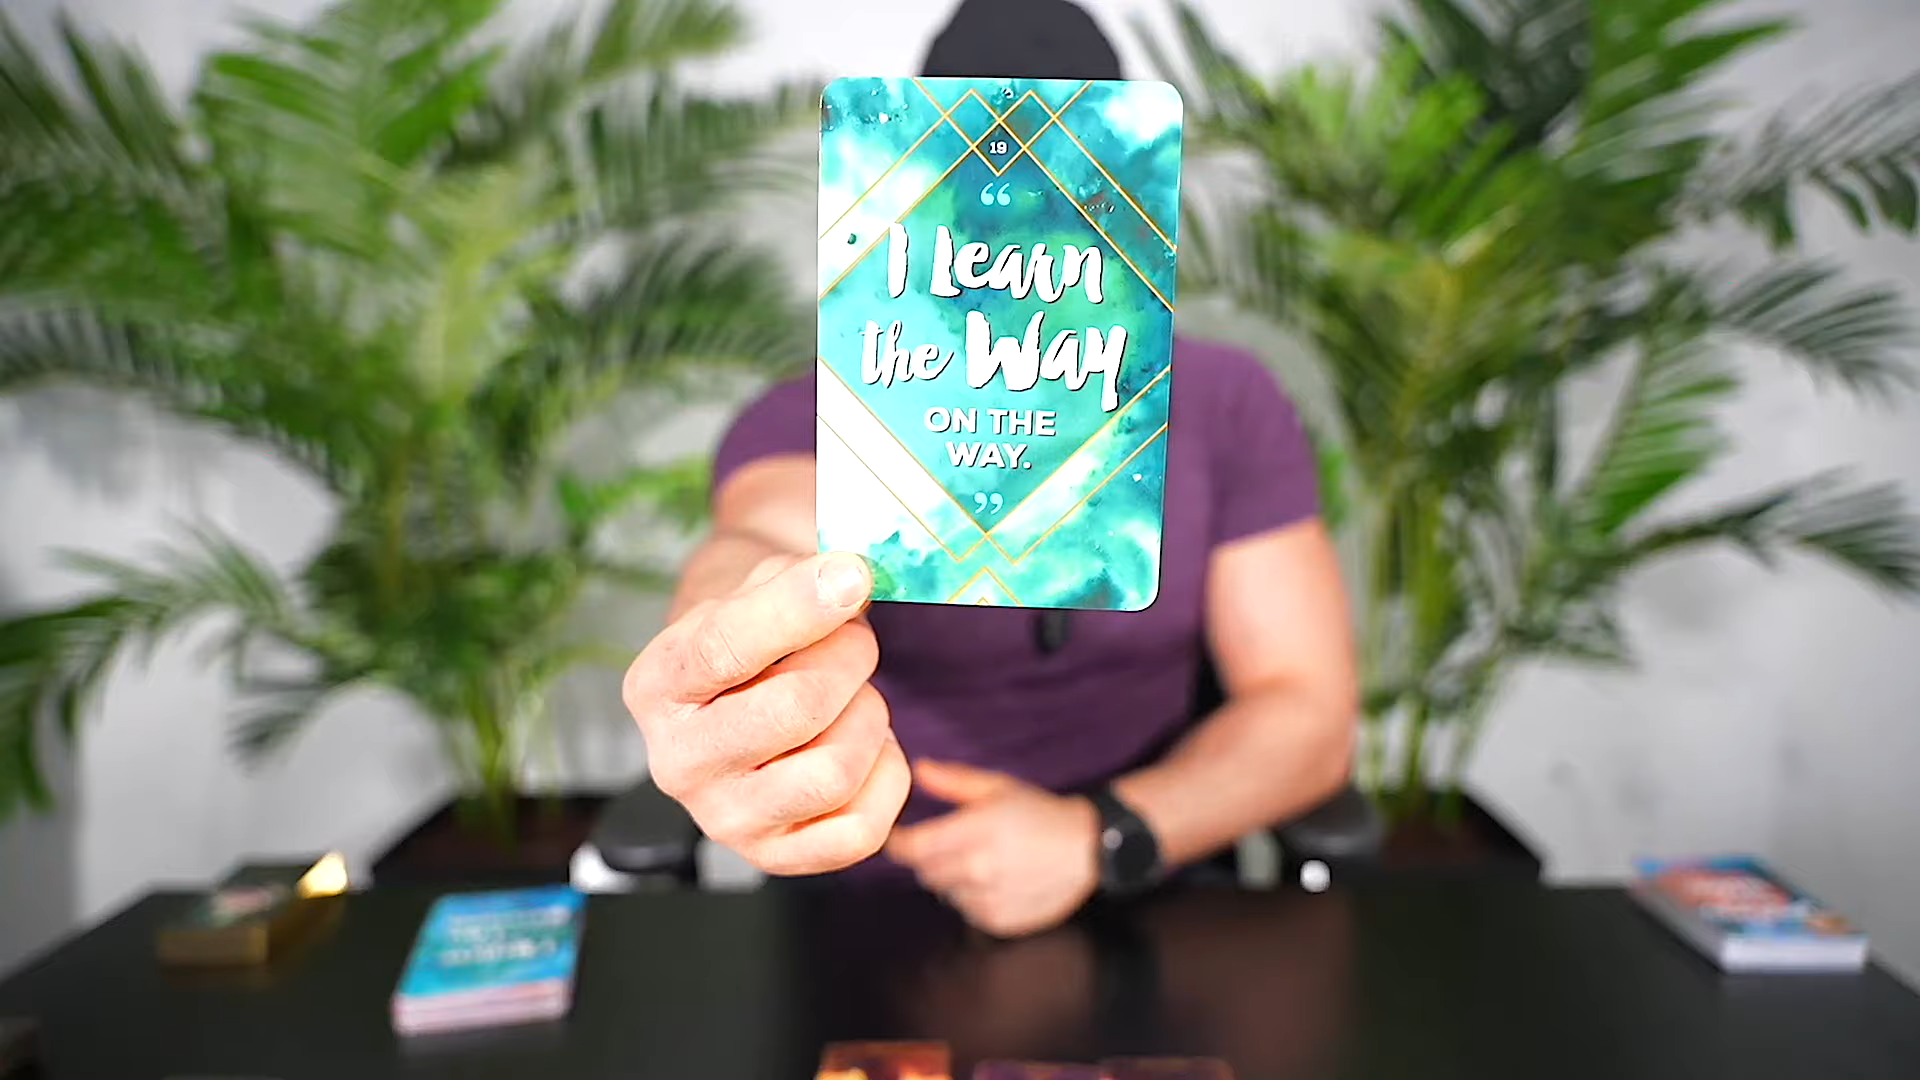 19
“
I Learn
the Way
ON THE
WAY.
”